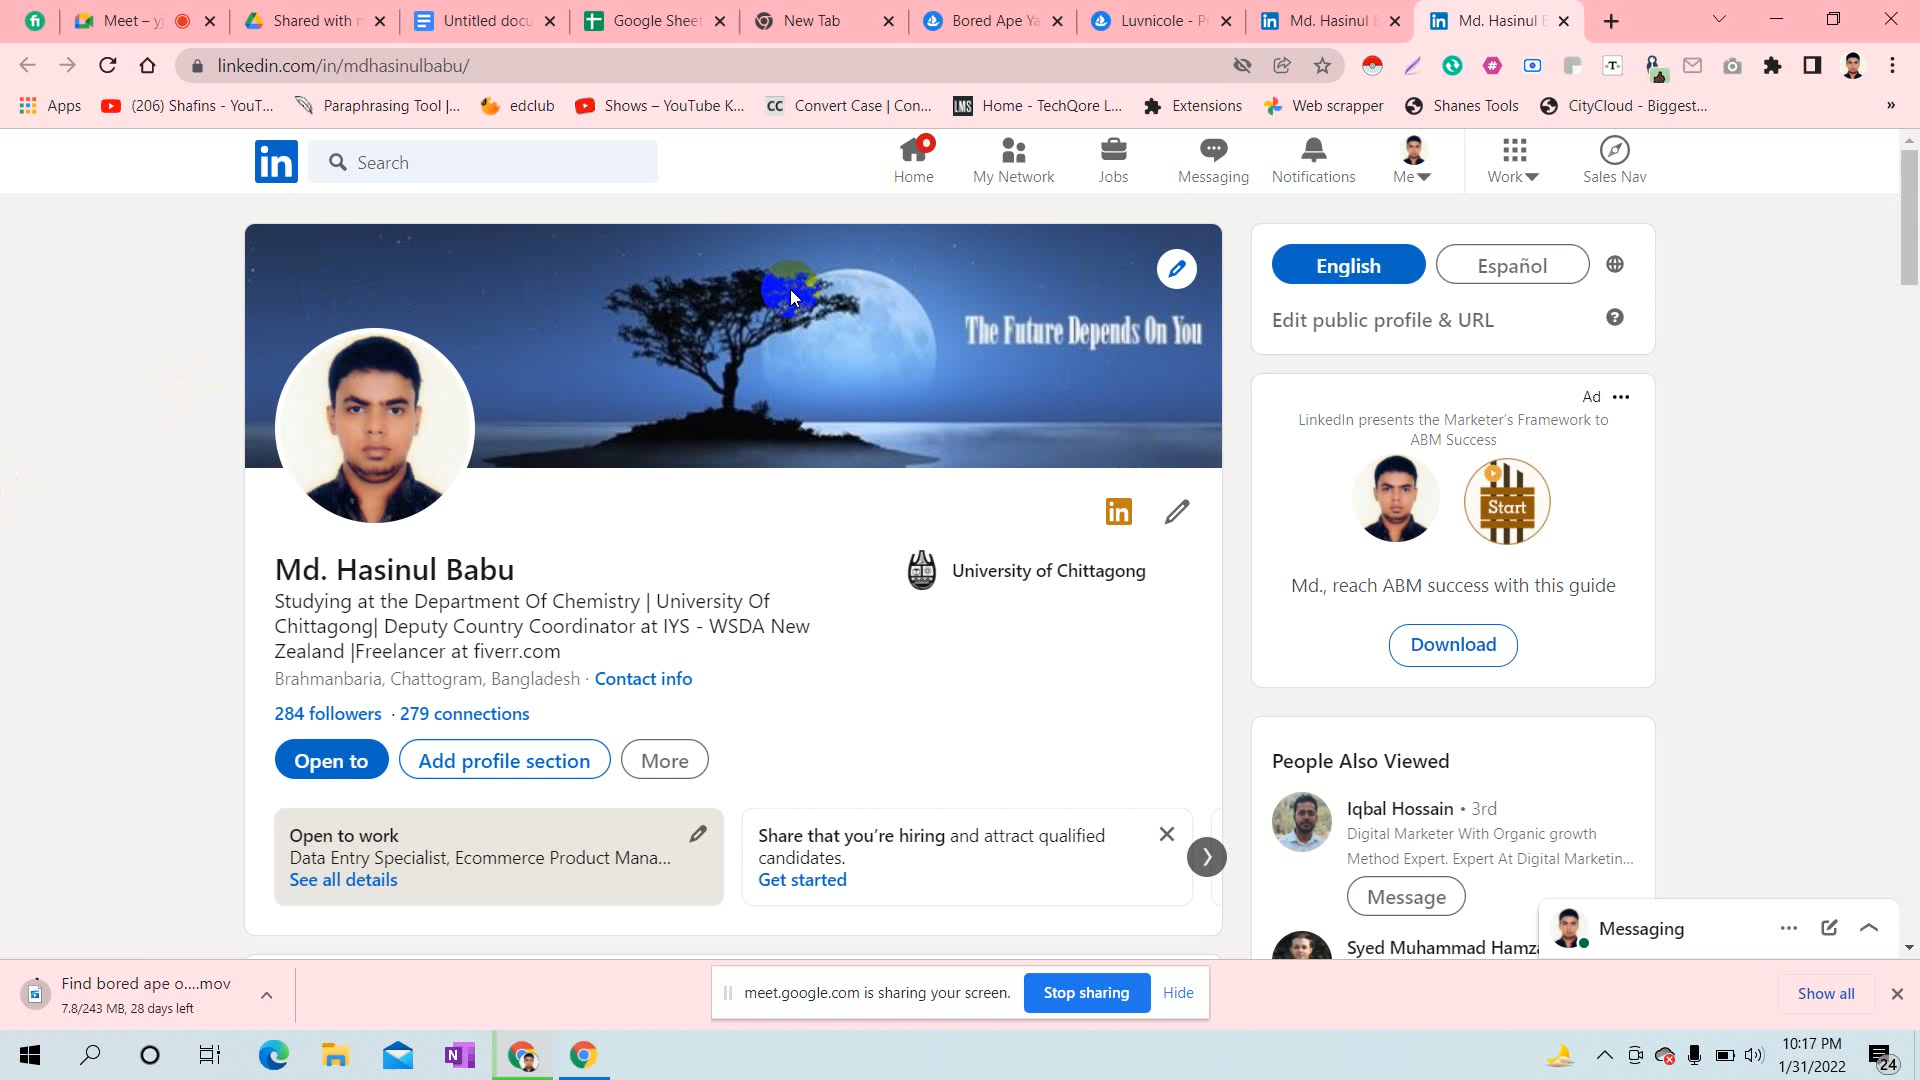 Meet – yj
Shared with m
Untitled docu
Google Sheet
New Tab
Bored Ape Ya
Luvnicole - P
Md. Hasinul B
Md. Hasinul B
linkedin.com/in/mdhasinulbabu/
Apps
(206) Shafins - YouT...
Paraphrasing Tool |...
edclub
Shows – YouTube K...
CC
Convert Case | Con...
LMS
Home - TechQore L...
Extensions
Web scrapper
Shanes Tools
CityCloud - Biggest...
»
in
Search
Home
My Network
Jobs
Messaging
Notifications
Me
Work
Sales Nav
The Future Depends On You
English
Español
Edit public profile & URL
Ad
LinkedIn presents the Marketer's Framework to
ABM Success
Start
Md., reach ABM success with this guide
Download
in
Md. Hasinul Babu
University of Chittagong
Studying at the Department Of Chemistry | University Of
Chittagong| Deputy Country Coordinator at IYS - WSDA New
Zealand |Freelancer at fiverr.com
Brahmanbaria, Chattogram, Bangladesh · Contact info
284 followers · 279 connections
Open to
Add profile section
More
Open to work
Data Entry Specialist, Ecommerce Product Mana...
See all details
Share that you're hiring and attract qualified
candidates.
Get started
People Also Viewed
Iqbal Hossain • 3rd
Digital Marketer With Organic growth
Method Expert. Expert At Digital Marketin...
Message
Syed Muhammad Hamza
Messaging
Find bored ape o....mov
7.8/243 MB, 28 days left
meet.google.com is sharing your screen.
Stop sharing
Hide
Show all
10:17 PM
1/31/2022
24